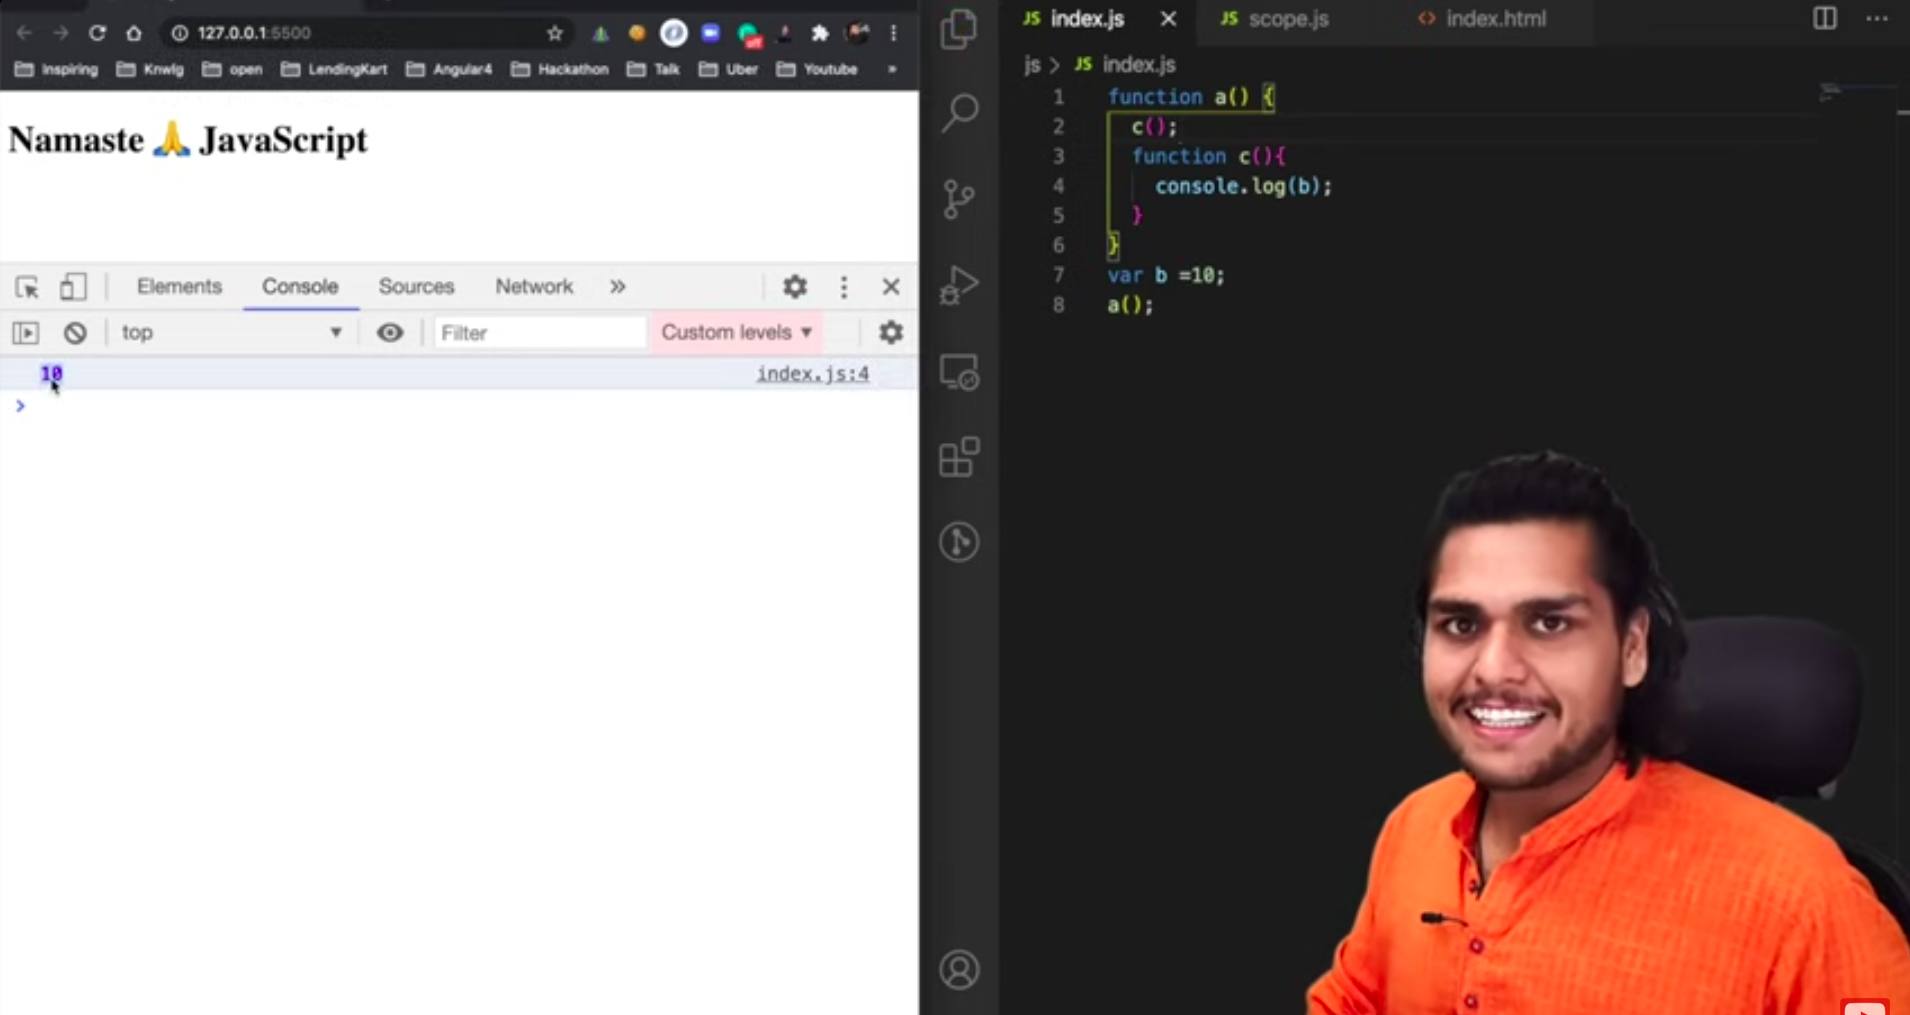 127.0.0.1:5500
off
Inspiring Knwlg open LendingKart Angular4 Hackathon Talk Uber Youtube »
Namaste 🙏 JavaScript
Elements Console Sources Network »
top Filter Custom levels
10 index.js:4
>
JS index.js JS scope.js <> index.html
js > JS index.js
1 function a() {
2 c();
3 function c(){
4 console.log(b);
5 }
6 }
7 var b =10;
8 a();